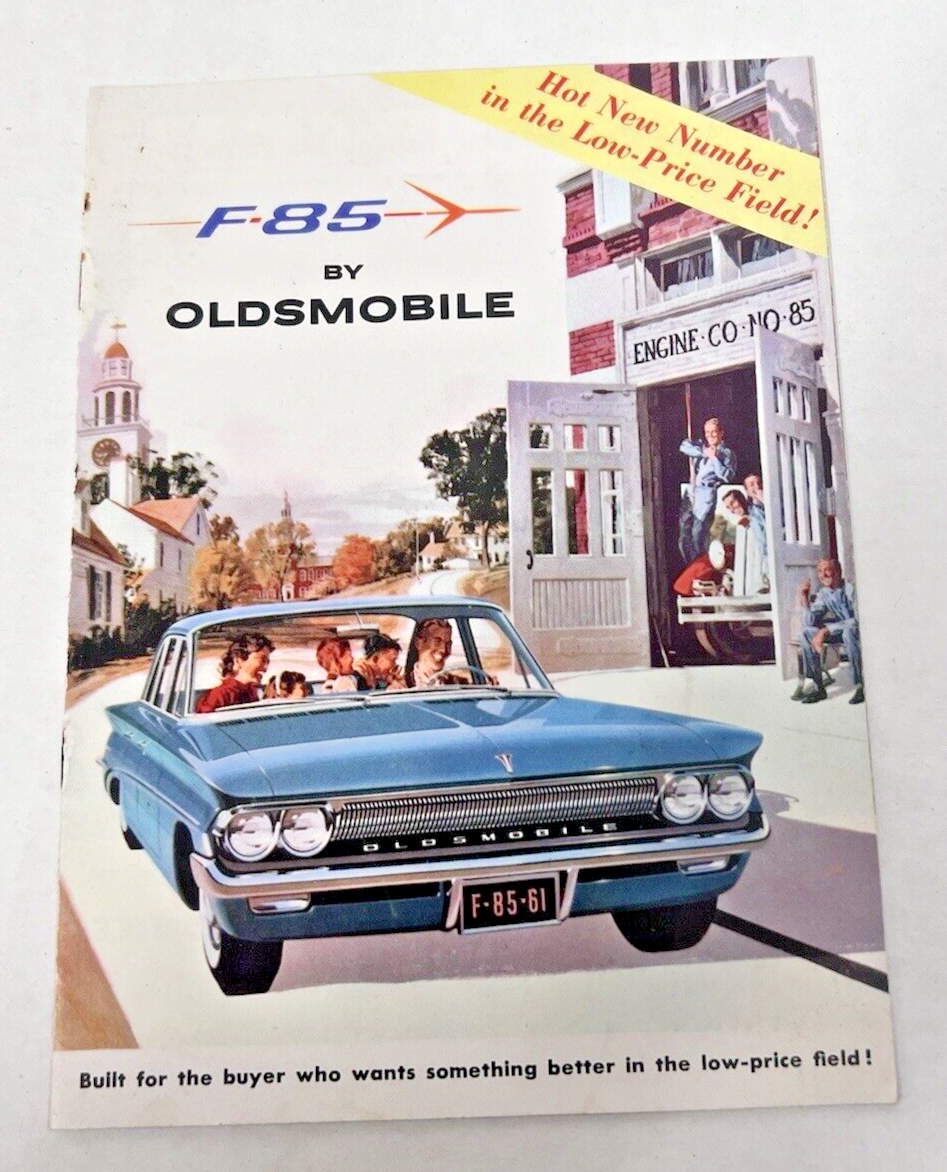 Hot New Number
in the Low-Price Field!
F-85
BY
OLDSMOBILE
ENGINE·CO·NO·85
OLDSMOBILE
F-85-61
Built for the buyer who wants something better in the low-price field!